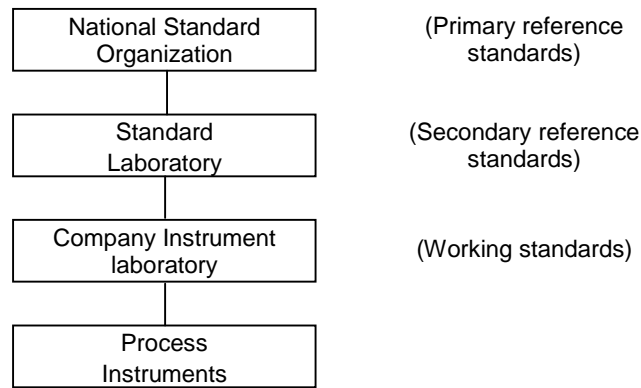 National Standard
Organization
(Primary reference
standards)
Standard
Laboratory
(Secondary reference
standards)
Company Instrument
laboratory
(Working standards)
Process
Instruments